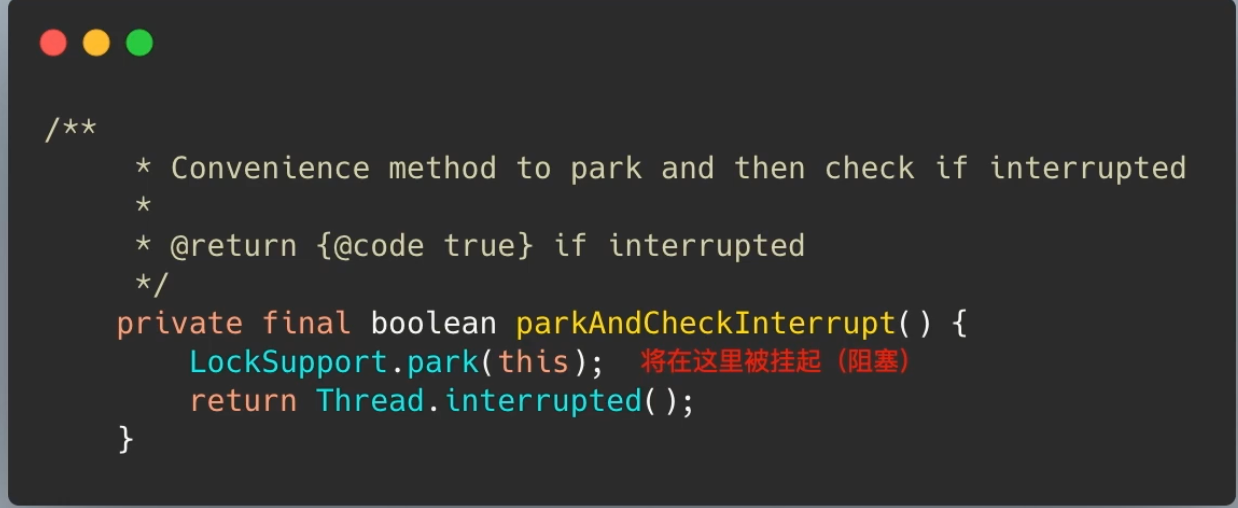 /**
* Convenience method to park and then check if interrupted
*
* @return {@code true} if interrupted
*/
private final boolean parkAndCheckInterrupt() {
LockSupport.park(this); 将在这里被挂起（阻塞）
return Thread.interrupted();
}